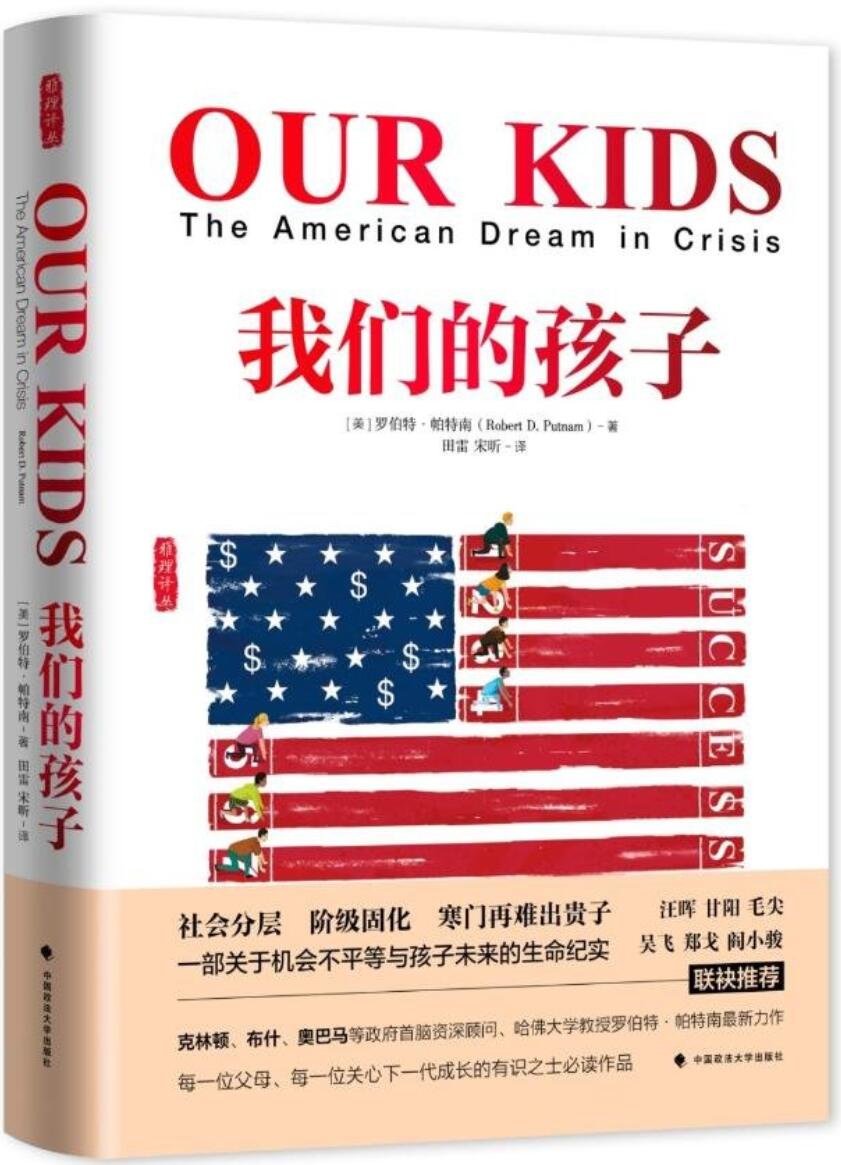 雅理译丛
OUR KIDS
The American Dream in Crisis
Robert D. Putnam
我们的孩子
[美]罗伯特·帕特南-著
田雷 宋昕-译
中国政法大学出版社
OUR KIDS
The American Dream in Crisis
我们的孩子
[美]罗伯特·帕特南(Robert D. Putnam)-著
田雷 宋昕-译
雅理译丛
$ $ $ $ $
1 S
2 U
3 C
4 C
5 E
6 S
7 S
社会分层 阶级固化 寒门再难出贵子
一部关于机会不平等与孩子未来的生命纪实
汪晖 甘阳 毛尖
吴飞 郑戈 阎小骏
联袂推荐
克林顿、布什、奥巴马等政府首脑资深顾问、哈佛大学教授罗伯特·帕特南最新力作
每一位父母、每一位关心下一代成长的有识之士必读作品
中国政法大学出版社